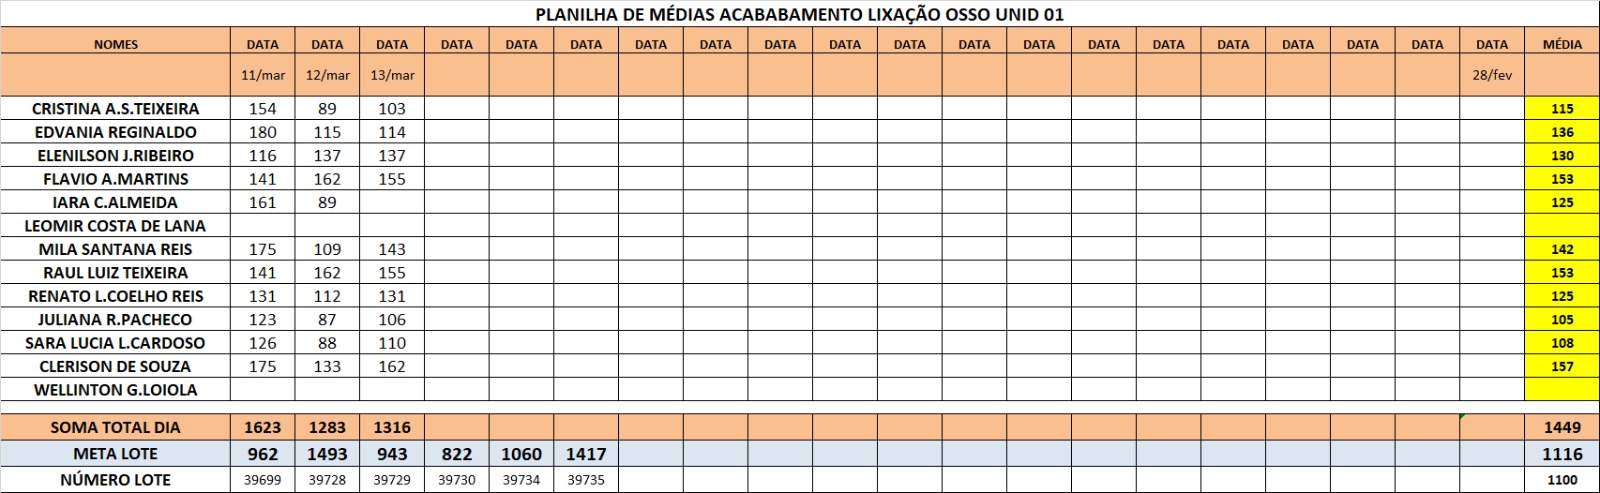 PLANILHA DE MÉDIAS ACABABAMENTO LIXAÇÃO OSSO UNID 01
NOMES DATA DATA DATA DATA DATA DATA DATA DATA DATA DATA DATA DATA DATA DATA DATA DATA DATA DATA DATA DATA MÉDIA
11/mar 12/mar 13/mar 28/fev
CRISTINA A.S.TEIXEIRA 154 89 103 115
EDVANIA REGINALDO 180 115 114 136
ELENILSON J.RIBEIRO 116 137 137 130
FLAVIO A.MARTINS 141 162 155 153
IARA C.ALMEIDA 161 89 125
LEOMIR COSTA DE LANA
MILA SANTANA REIS 175 109 143 142
RAUL LUIZ TEIXEIRA 141 162 155 153
RENATO L.COELHO REIS 131 112 131 125
JULIANA R.PACHECO 123 87 106 105
SARA LUCIA L.CARDOSO 126 88 110 108
CLERISON DE SOUZA 175 133 162 157
WELLINTON G.LOIOLA
SOMA TOTAL DIA 1623 1283 1316 1449
META LOTE 962 1493 943 822 1060 1417 1116
NÚMERO LOTE 39699 39728 39729 39730 39734 39735 1100